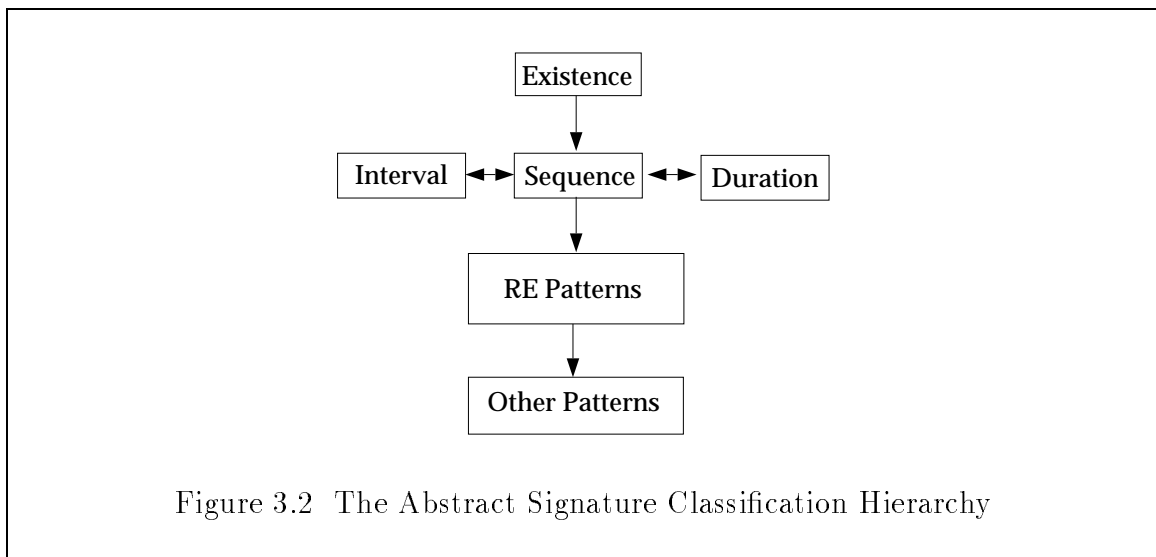 Existence
Interval
Sequence
Duration
RE Patterns
Other Patterns
Figure 3.2 The Abstract Signature Classification Hierarchy